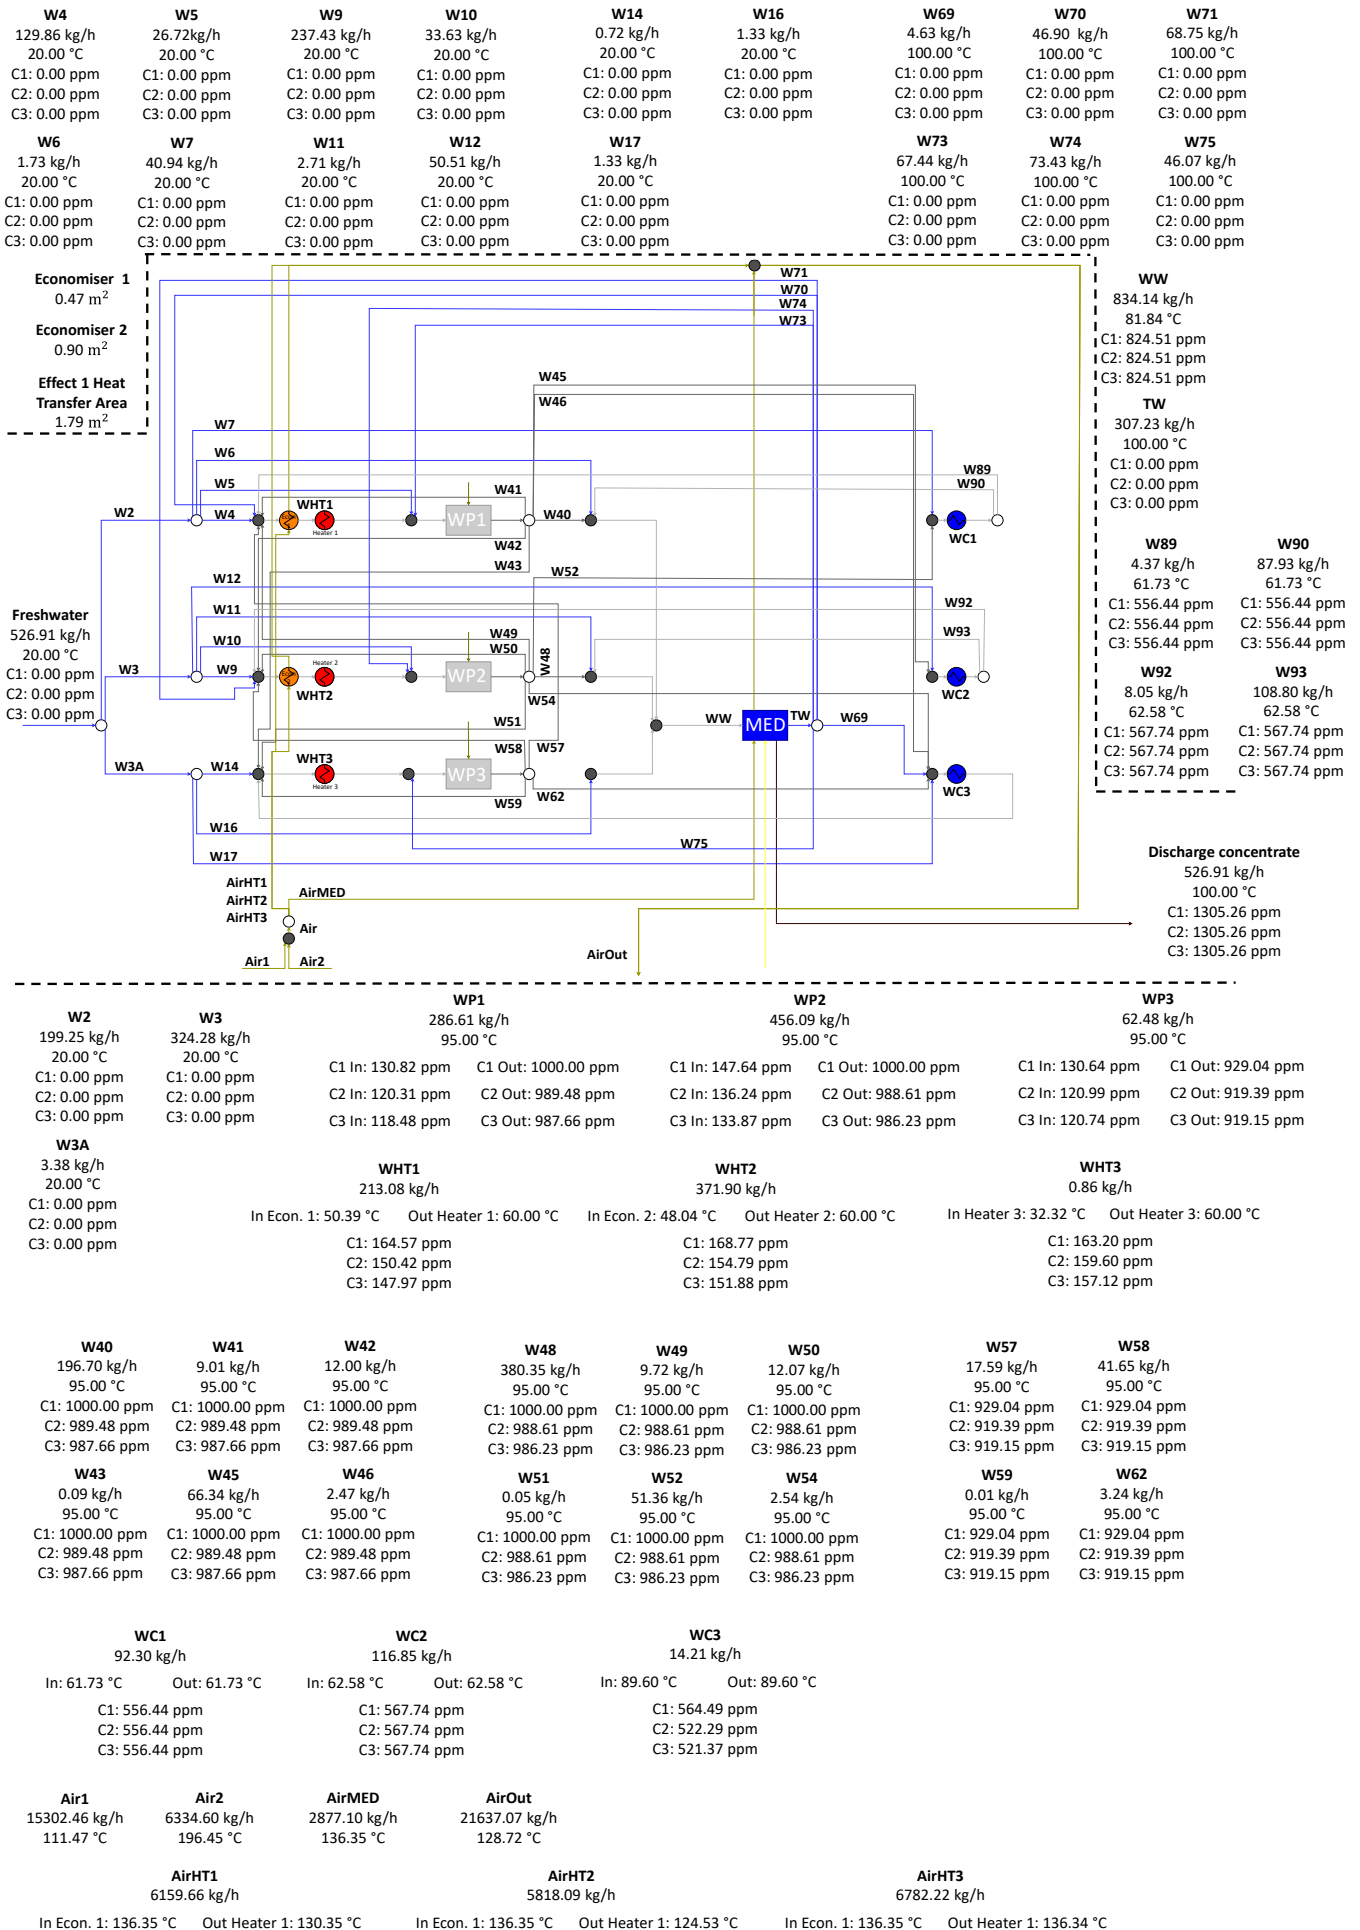 W4
129.86 kg/h
20.00 °C
C1: 0.00 ppm
C2: 0.00 ppm
C3: 0.00 ppm
W5
26.72kg/h
20.00 °C
C1: 0.00 ppm
C2: 0.00 ppm
C3: 0.00 ppm
W9
237.43 kg/h
20.00 °C
C1: 0.00 ppm
C2: 0.00 ppm
C3: 0.00 ppm
W10
33.63 kg/h
20.00 °C
C1: 0.00 ppm
C2: 0.00 ppm
C3: 0.00 ppm
W14
0.72 kg/h
20.00 °C
C1: 0.00 ppm
C2: 0.00 ppm
C3: 0.00 ppm
W16
1.33 kg/h
20.00 °C
C1: 0.00 ppm
C2: 0.00 ppm
C3: 0.00 ppm
W69
4.63 kg/h
100.00 °C
C1: 0.00 ppm
C2: 0.00 ppm
C3: 0.00 ppm
W70
46.90 kg/h
100.00 °C
C1: 0.00 ppm
C2: 0.00 ppm
C3: 0.00 ppm
W71
68.75 kg/h
100.00 °C
C1: 0.00 ppm
C2: 0.00 ppm
C3: 0.00 ppm
W6
1.73 kg/h
20.00 °C
C1: 0.00 ppm
C2: 0.00 ppm
C3: 0.00 ppm
W7
40.94 kg/h
20.00 °C
C1: 0.00 ppm
C2: 0.00 ppm
C3: 0.00 ppm
W11
2.71 kg/h
20.00 °C
C1: 0.00 ppm
C2: 0.00 ppm
C3: 0.00 ppm
W12
50.51 kg/h
20.00 °C
C1: 0.00 ppm
C2: 0.00 ppm
C3: 0.00 ppm
W17
1.33 kg/h
20.00 °C
C1: 0.00 ppm
C2: 0.00 ppm
C3: 0.00 ppm
W73
67.44 kg/h
100.00 °C
C1: 0.00 ppm
C2: 0.00 ppm
C3: 0.00 ppm
W74
73.43 kg/h
100.00 °C
C1: 0.00 ppm
C2: 0.00 ppm
C3: 0.00 ppm
W75
46.07 kg/h
100.00 °C
C1: 0.00 ppm
C2: 0.00 ppm
C3: 0.00 ppm
Economiser 1
0.47 m²
Economiser 2
0.90 m²
Effect 1 Heat
Transfer Area
1.79 m²
W71
W70
W74
W73
W45
W46
W7
W6
W5
W2
W4
WHT1
Econ
Heater 1
W41
WP1
W40
W42
W43
W89
W90
WC1
W52
W12
W11
W10
W3
W9
Heater 2
Econ
WHT2
W49
W50
WP2
W48
W54
W92
W93
WC2
Freshwater
526.91 kg/h
20.00 °C
C1: 0.00 ppm
C2: 0.00 ppm
C3: 0.00 ppm
W51
WW
MED
TW
W69
W3A
W14
WHT3
Heater 3
W58
W57
WP3
W59
W62
WC3
W16
W75
W17
AirHT1
AirHT2
AirHT3
AirMED
Air
Air1
Air2
AirOut
WW
834.14 kg/h
81.84 °C
C1: 824.51 ppm
C2: 824.51 ppm
C3: 824.51 ppm
TW
307.23 kg/h
100.00 °C
C1: 0.00 ppm
C2: 0.00 ppm
C3: 0.00 ppm
W89
4.37 kg/h
61.73 °C
C1: 556.44 ppm
C2: 556.44 ppm
C3: 556.44 ppm
W90
87.93 kg/h
61.73 °C
C1: 556.44 ppm
C2: 556.44 ppm
C3: 556.44 ppm
W92
8.05 kg/h
62.58 °C
C1: 567.74 ppm
C2: 567.74 ppm
C3: 567.74 ppm
W93
108.80 kg/h
62.58 °C
C1: 567.74 ppm
C2: 567.74 ppm
C3: 567.74 ppm
Discharge concentrate
526.91 kg/h
100.00 °C
C1: 1305.26 ppm
C2: 1305.26 ppm
C3: 1305.26 ppm
W2
199.25 kg/h
20.00 °C
C1: 0.00 ppm
C2: 0.00 ppm
C3: 0.00 ppm
W3
324.28 kg/h
20.00 °C
C1: 0.00 ppm
C2: 0.00 ppm
C3: 0.00 ppm
WP1
286.61 kg/h
95.00 °C
C1 In: 130.82 ppm C1 Out: 1000.00 ppm
C2 In: 120.31 ppm C2 Out: 989.48 ppm
C3 In: 118.48 ppm C3 Out: 987.66 ppm
WP2
456.09 kg/h
95.00 °C
C1 In: 147.64 ppm C1 Out: 1000.00 ppm
C2 In: 136.24 ppm C2 Out: 988.61 ppm
C3 In: 133.87 ppm C3 Out: 986.23 ppm
WP3
62.48 kg/h
95.00 °C
C1 In: 130.64 ppm C1 Out: 929.04 ppm
C2 In: 120.99 ppm C2 Out: 919.39 ppm
C3 In: 120.74 ppm C3 Out: 919.15 ppm
W3A
3.38 kg/h
20.00 °C
C1: 0.00 ppm
C2: 0.00 ppm
C3: 0.00 ppm
WHT1
213.08 kg/h
In Econ. 1: 50.39 °C Out Heater 1: 60.00 °C
C1: 164.57 ppm
C2: 150.42 ppm
C3: 147.97 ppm
WHT2
371.90 kg/h
In Econ. 2: 48.04 °C Out Heater 2: 60.00 °C
C1: 168.77 ppm
C2: 154.79 ppm
C3: 151.88 ppm
WHT3
0.86 kg/h
In Heater 3: 32.32 °C Out Heater 3: 60.00 °C
C1: 163.20 ppm
C2: 159.60 ppm
C3: 157.12 ppm
W40
196.70 kg/h
95.00 °C
C1: 1000.00 ppm
C2: 989.48 ppm
C3: 987.66 ppm
W41
9.01 kg/h
95.00 °C
C1: 1000.00 ppm
C2: 989.48 ppm
C3: 987.66 ppm
W42
12.00 kg/h
95.00 °C
C1: 1000.00 ppm
C2: 989.48 ppm
C3: 987.66 ppm
W48
380.35 kg/h
95.00 °C
C1: 1000.00 ppm
C2: 988.61 ppm
C3: 986.23 ppm
W49
9.72 kg/h
95.00 °C
C1: 1000.00 ppm
C2: 988.61 ppm
C3: 986.23 ppm
W50
12.07 kg/h
95.00 °C
C1: 1000.00 ppm
C2: 988.61 ppm
C3: 986.23 ppm
W57
17.59 kg/h
95.00 °C
C1: 929.04 ppm
C2: 919.39 ppm
C3: 919.15 ppm
W58
41.65 kg/h
95.00 °C
C1: 929.04 ppm
C2: 919.39 ppm
C3: 919.15 ppm
W43
0.09 kg/h
95.00 °C
C1: 1000.00 ppm
C2: 989.48 ppm
C3: 987.66 ppm
W45
66.34 kg/h
95.00 °C
C1: 1000.00 ppm
C2: 989.48 ppm
C3: 987.66 ppm
W46
2.47 kg/h
95.00 °C
C1: 1000.00 ppm
C2: 989.48 ppm
C3: 987.66 ppm
W51
0.05 kg/h
95.00 °C
C1: 1000.00 ppm
C2: 988.61 ppm
C3: 986.23 ppm
W52
51.36 kg/h
95.00 °C
C1: 1000.00 ppm
C2: 988.61 ppm
C3: 986.23 ppm
W54
2.54 kg/h
95.00 °C
C1: 1000.00 ppm
C2: 988.61 ppm
C3: 986.23 ppm
W59
0.01 kg/h
95.00 °C
C1: 929.04 ppm
C2: 919.39 ppm
C3: 919.15 ppm
W62
3.24 kg/h
95.00 °C
C1: 929.04 ppm
C2: 919.39 ppm
C3: 919.15 ppm
WC1
92.30 kg/h
In: 61.73 °C Out: 61.73 °C
C1: 556.44 ppm
C2: 556.44 ppm
C3: 556.44 ppm
WC2
116.85 kg/h
In: 62.58 °C Out: 62.58 °C
C1: 567.74 ppm
C2: 567.74 ppm
C3: 567.74 ppm
WC3
14.21 kg/h
In: 89.60 °C Out: 89.60 °C
C1: 564.49 ppm
C2: 522.29 ppm
C3: 521.37 ppm
Air1
15302.46 kg/h
111.47 °C
Air2
6334.60 kg/h
196.45 °C
AirMED
2877.10 kg/h
136.35 °C
AirOut
21637.07 kg/h
128.72 °C
AirHT1
6159.66 kg/h
In Econ. 1: 136.35 °C Out Heater 1: 130.35 °C
AirHT2
5818.09 kg/h
In Econ. 1: 136.35 °C Out Heater 1: 124.53 °C
AirHT3
6782.22 kg/h
In Econ. 1: 136.35 °C Out Heater 1: 136.34 °C